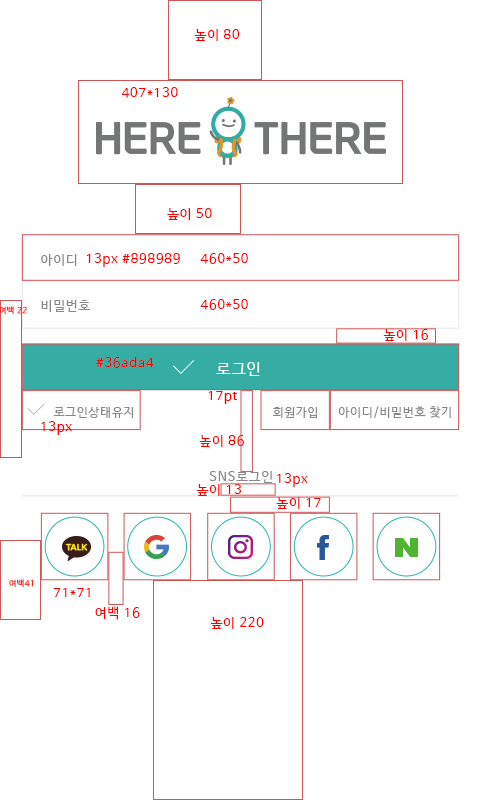 높이 80
407*130
HERE THERE
높이 50
아이디 13px #898989 460*50
비밀번호 460*50
여백 22
높이 16
#36ada4 로그인
17pt
로그인상태유지 회원가입 아이디/비밀번호 찾기
13px
높이 86
SNS로그인 13px
높이 13
높이 17
TALK
여백41
71*71
여백 16
높이 220